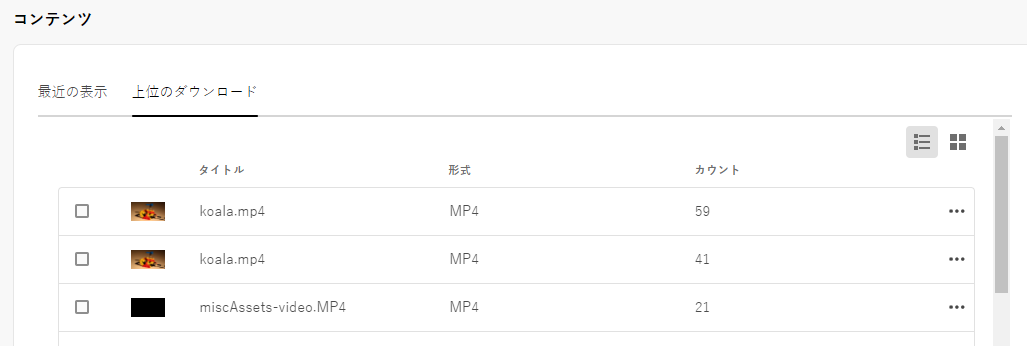 コンテンツ
最近の表示 上位のダウンロード
タイトル 形式 カウント
koala.mp4 MP4 59
koala.mp4 MP4 41
miscAssets-video.MP4 MP4 21